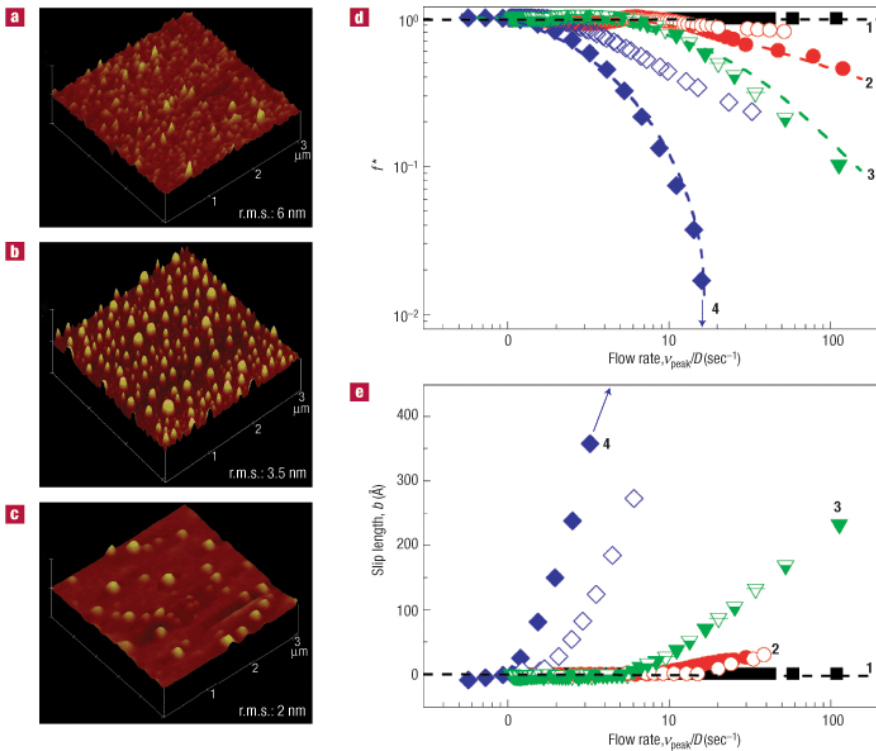 a
3
μm
2
1
r.m.s.: 6 nm
b
3
μm
2
1
r.m.s.: 3.5 nm
c
3
μm
2
1
r.m.s.: 2 nm
d
10⁰
10⁻¹
10⁻²
f*
1
2
3
4
0
10
100
Flow rate, νpeak/D (sec⁻¹)
e
400
300
200
100
0
Slip length, b (Å)
4
3
2
1
0
10
100
Flow rate, νpeak/D (sec⁻¹)